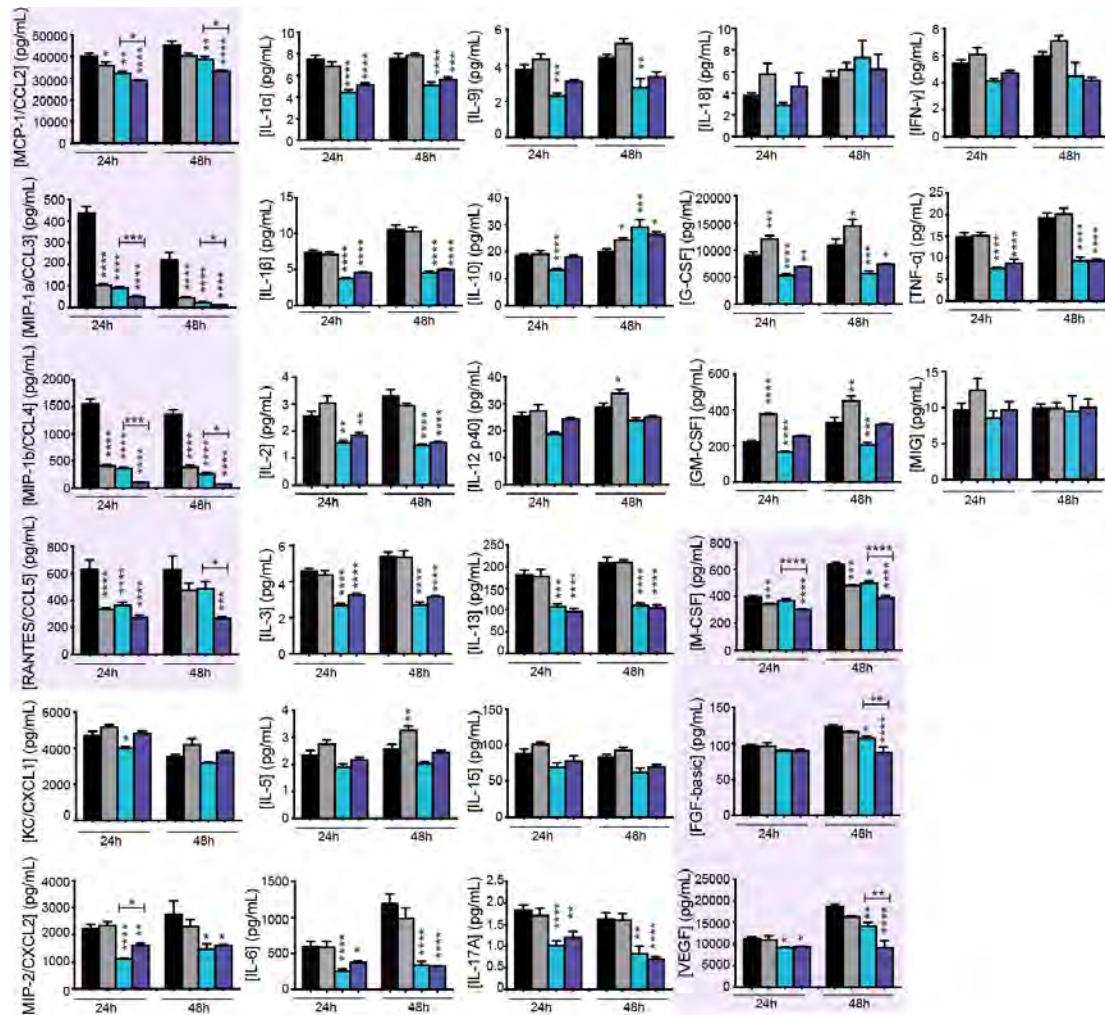 [MCP-1/CCL2] (pg/mL)
50000
40000
30000
20000
10000
0
* ** **** *
** **** *
24h 48h
[IL-1α] (pg/mL)
10
8
6
4
2
0
**** ****
**** ***
24h 48h
[IL-9] (pg/mL)
6
4
2
0
***
**
24h 48h
[IL-18] (pg/mL)
10
8
6
4
2
0
24h 48h
[IFN-γ] (pg/mL)
8
6
4
2
0
24h 48h
[MIP-1a/CCL3] (pg/mL)
500
400
300
200
100
0
**** **** **** ***
**** **** **** *
24h 48h
[IL-1β] (pg/mL)
15
10
5
0
**** ****
**** ****
24h 48h
[IL-10] (pg/mL)
40
30
20
10
0
****
* *** *
24h 48h
[G-CSF] (pg/mL)
20000
15000
10000
5000
0
*** **** **
* *** *
24h 48h
[TNF-α] (pg/mL)
25
20
15
10
5
0
**** ****
**** ****
24h 48h
[MIP-1b/CCL4] (pg/mL)
2000
1500
1000
500
0
**** **** **** ***
**** **** **** *
24h 48h
[IL-2] (pg/mL)
4
3
2
1
0
** **
**** ****
24h 48h
[IL-12 p40] (pg/mL)
40
30
20
10
0
*
24h 48h
[GM-CSF] (pg/mL)
600
400
200
0
**** ***
** ***
24h 48h
[MIG] (pg/mL)
15
10
5
0
24h 48h
[RANTES/CCL5] (pg/mL)
800
600
400
200
0
**** **** ****
*** *
24h 48h
[IL-3] (pg/mL)
6
4
2
0
**** ****
**** ****
24h 48h
[IL-13] (pg/mL)
250
200
150
100
50
0
*** ****
**** ****
24h 48h
[M-CSF] (pg/mL)
800
600
400
200
0
*** **** ****
**** * **** ****
24h 48h
[KC/CXCL1] (pg/mL)
6000
4000
2000
0
*
24h 48h
[IL-5] (pg/mL)
4
3
2
1
0
**
24h 48h
[IL-15] (pg/mL)
150
100
50
0
24h 48h
[FGF-basic] (pg/mL)
150
100
50
0
* **** **
24h 48h
MIP-2/CXCL2] (pg/mL)
4000
3000
2000
1000
0
**** ** *
* *
24h 48h
[IL-6] (pg/mL)
1500
1000
500
0
**** *
**** ****
24h 48h
[IL-17A] (pg/mL)
2.5
2.0
1.5
1.0
0.5
0.0
**** **
** ****
24h 48h
[VEGF] (pg/mL)
25000
20000
15000
10000
5000
0
* *
** **** **
24h 48h